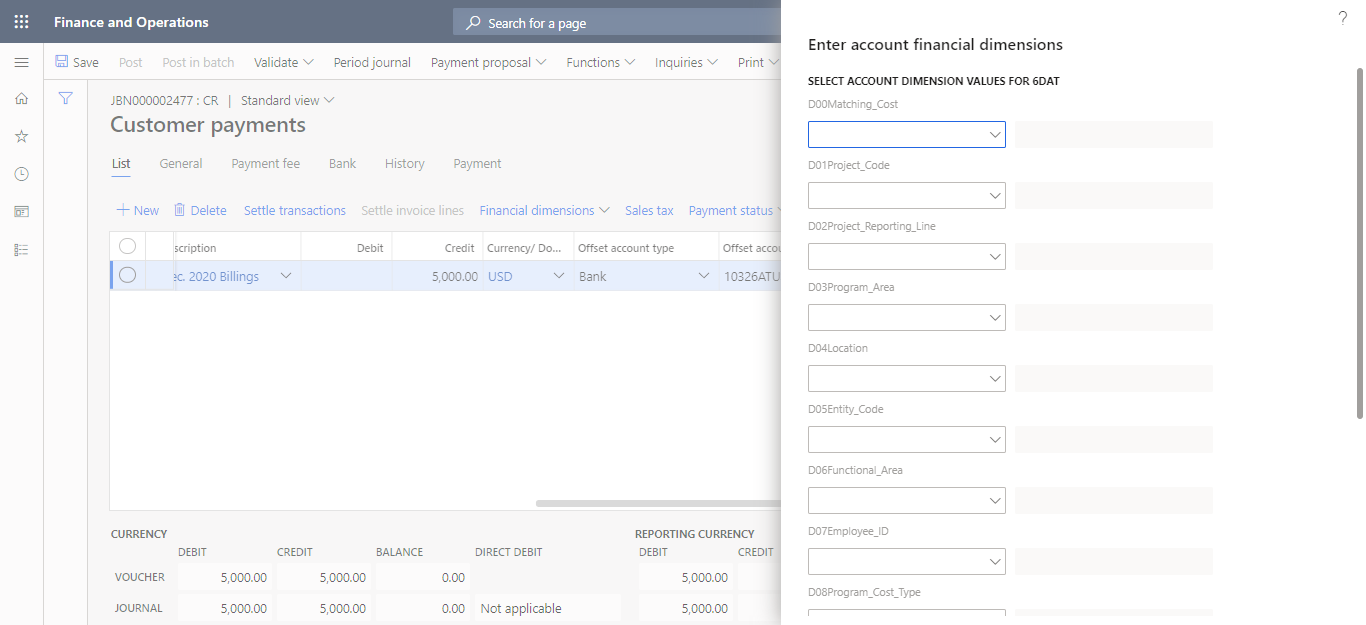 Finance and Operations
Search for a page
?
Save Post Post in batch Validate Period journal Payment proposal Functions Inquiries Print
JBN000002477 : CR | Standard view
Customer payments
List General Payment fee Bank History Payment
New Delete Settle transactions Settle invoice lines Financial dimensions Sales tax Payment status
scription Debit Credit Currency/ Do... Offset account type Offset accou
ec. 2020 Billings 5,000.00 USD Bank 10326ATU
CURRENCY REPORTING CURRENCY
DEBIT CREDIT BALANCE DIRECT DEBIT DEBIT CREDIT
VOUCHER 5,000.00 5,000.00 0.00 5,000.00
JOURNAL 5,000.00 5,000.00 0.00 Not applicable 5,000.00
Enter account financial dimensions
SELECT ACCOUNT DIMENSION VALUES FOR 6DAT
D00Matching_Cost
D01Project_Code
D02Project_Reporting_Line
D03Program_Area
D04Location
D05Entity_Code
D06Functional_Area
D07Employee_ID
D08Program_Cost_Type